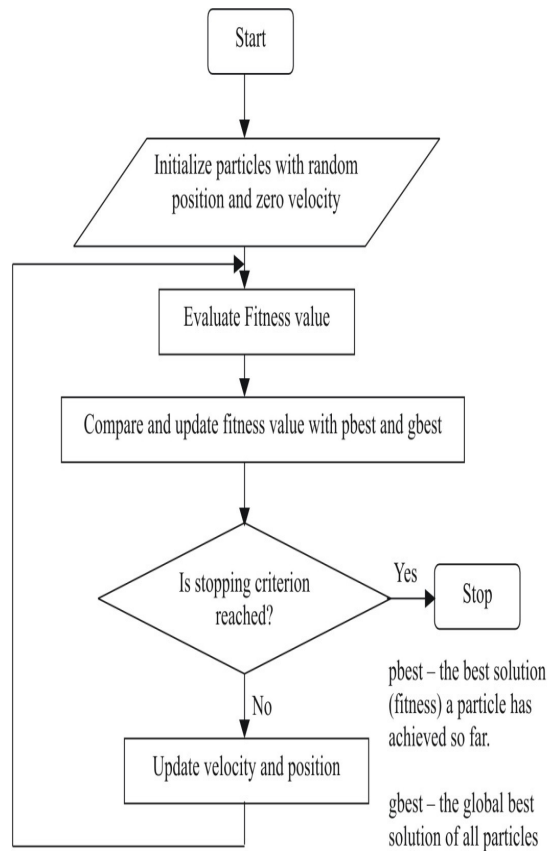 Start
Initialize particles with random
position and zero velocity
Evaluate Fitness value
Compare and update fitness value with pbest and gbest
Is stopping criterion
reached?
Yes
Stop
No
Update velocity and position
pbest – the best solution
(fitness) a particle has
achieved so far.
gbest – the global best
solution of all particles